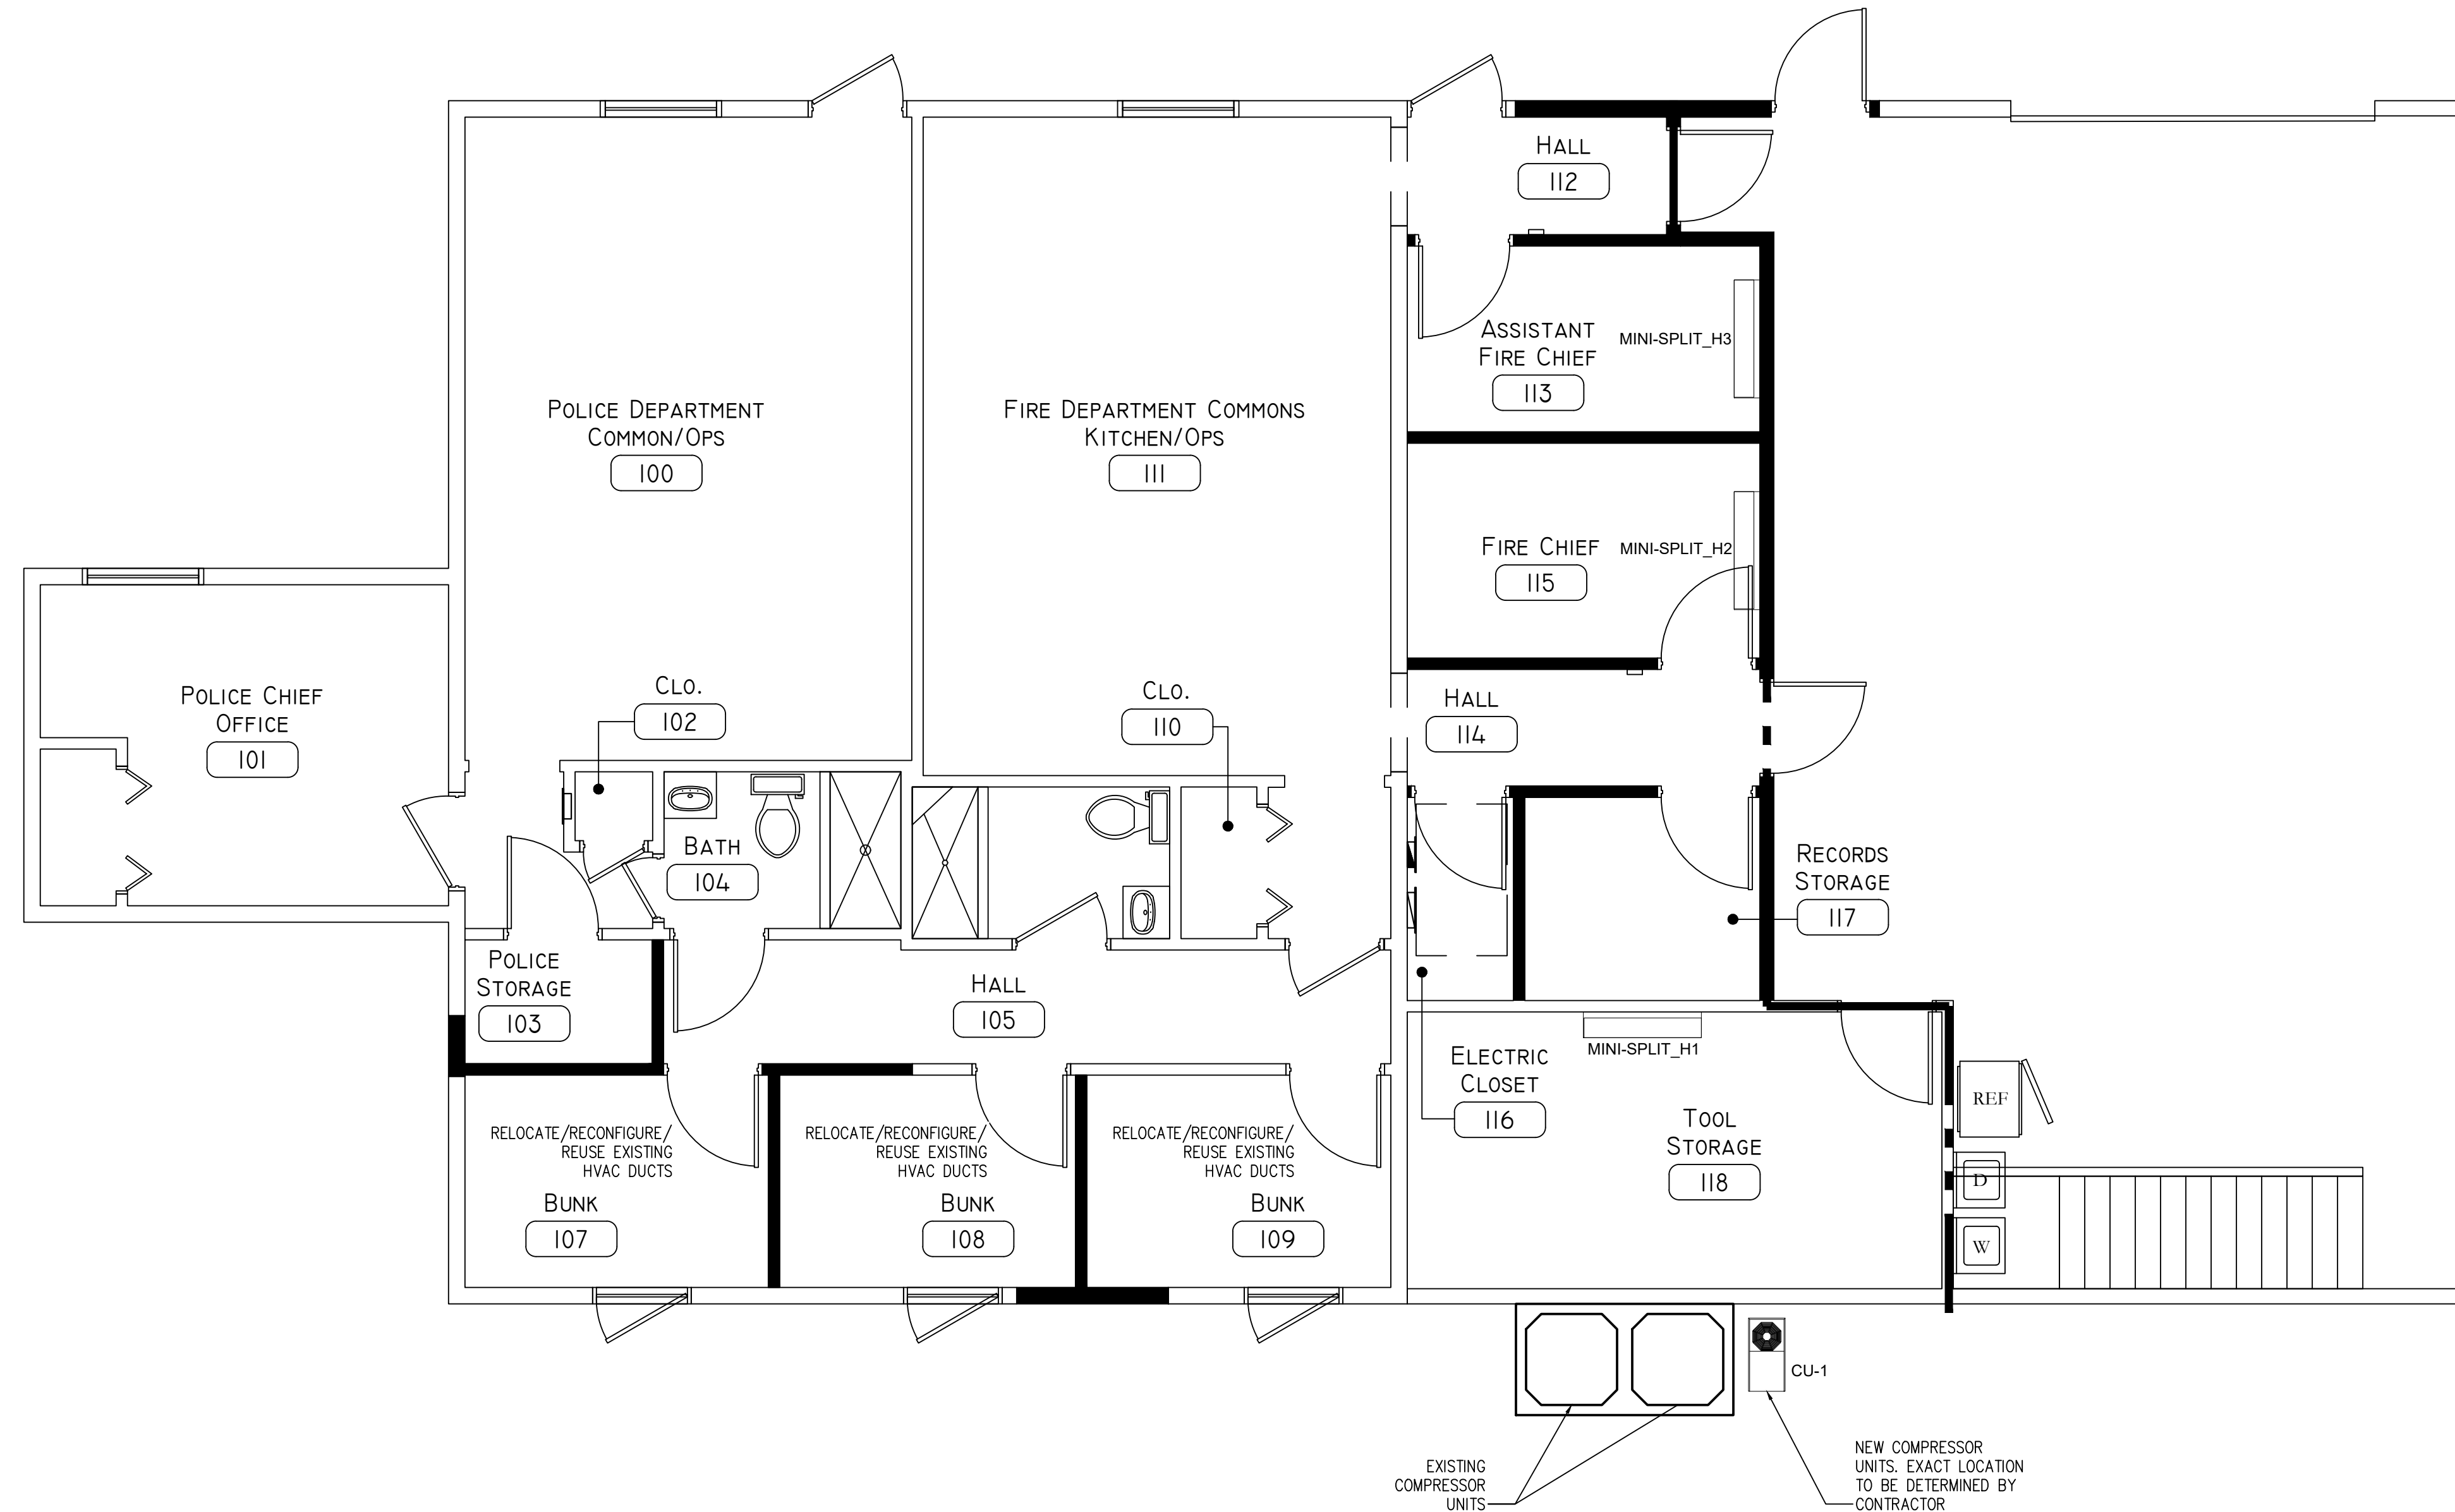 HALL
112
ASSISTANT
FIRE CHIEF
113
MINI-SPLIT_H3
POLICE DEPARTMENT
COMMON/OPS
100
FIRE DEPARTMENT COMMONS
KITCHEN/OPS
111
FIRE CHIEF
115
MINI-SPLIT_H2
POLICE CHIEF
OFFICE
101
CLO.
102
CLO.
110
HALL
114
BATH
104
RECORDS
STORAGE
117
POLICE
STORAGE
103
HALL
105
MINI-SPLIT_H1
ELECTRIC
CLOSET
116
TOOL
STORAGE
118
REF
D
W
RELOCATE/RECONFIGURE/
REUSE EXISTING
HVAC DUCTS
BUNK
107
RELOCATE/RECONFIGURE/
REUSE EXISTING
HVAC DUCTS
BUNK
108
RELOCATE/RECONFIGURE/
REUSE EXISTING
HVAC DUCTS
BUNK
109
CU-1
EXISTING
COMPRESSOR
UNITS
NEW COMPRESSOR
UNITS. EXACT LOCATION
TO BE DETERMINED BY
CONTRACTOR